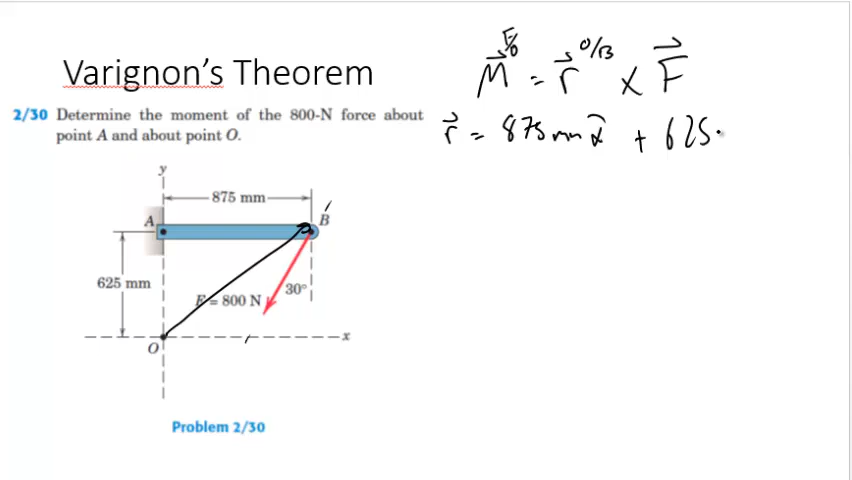 Varignon's Theorem
2/30 Determine the moment of the 800-N force about
point A and about point O.
y
875 mm
A
B
625 mm
30°
F = 800 N
x
O
Problem 2/30
M F/O = r O/B × F
r = 875 mm + 625